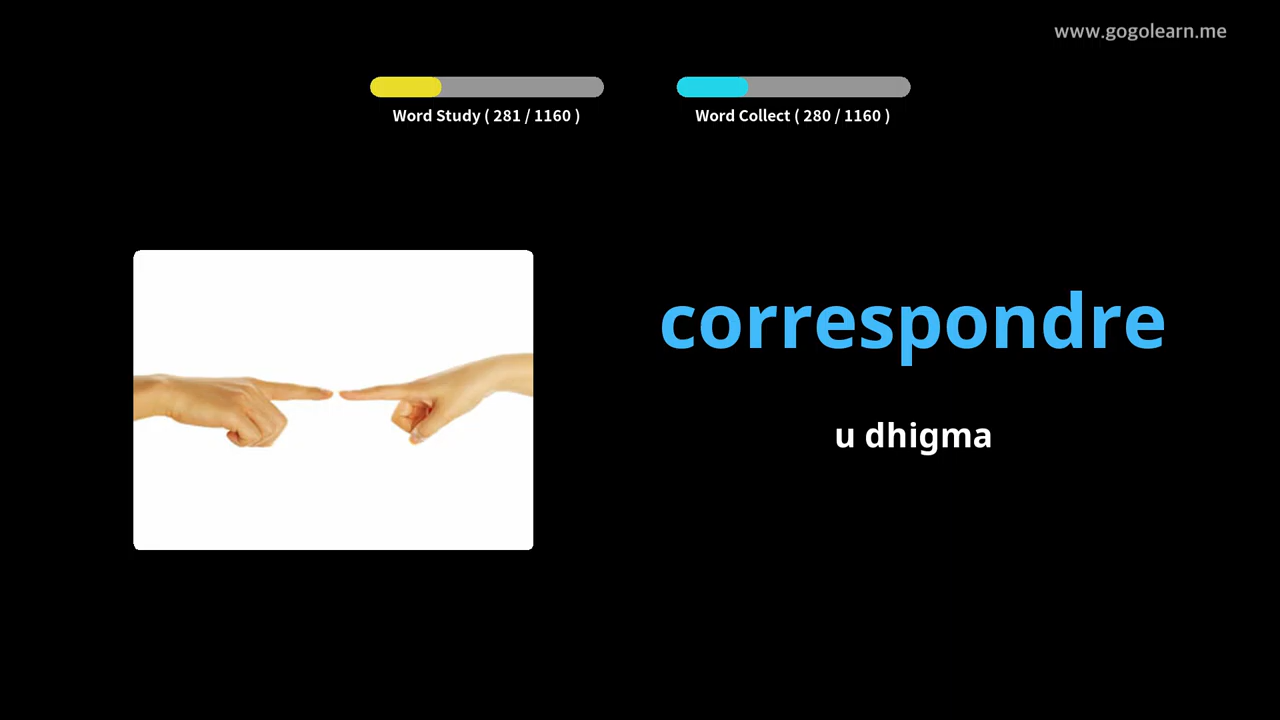 www.gogolearn.me
Word Study ( 281 / 1160 )
Word Collect ( 280 / 1160 )
correspondre
u dhigma